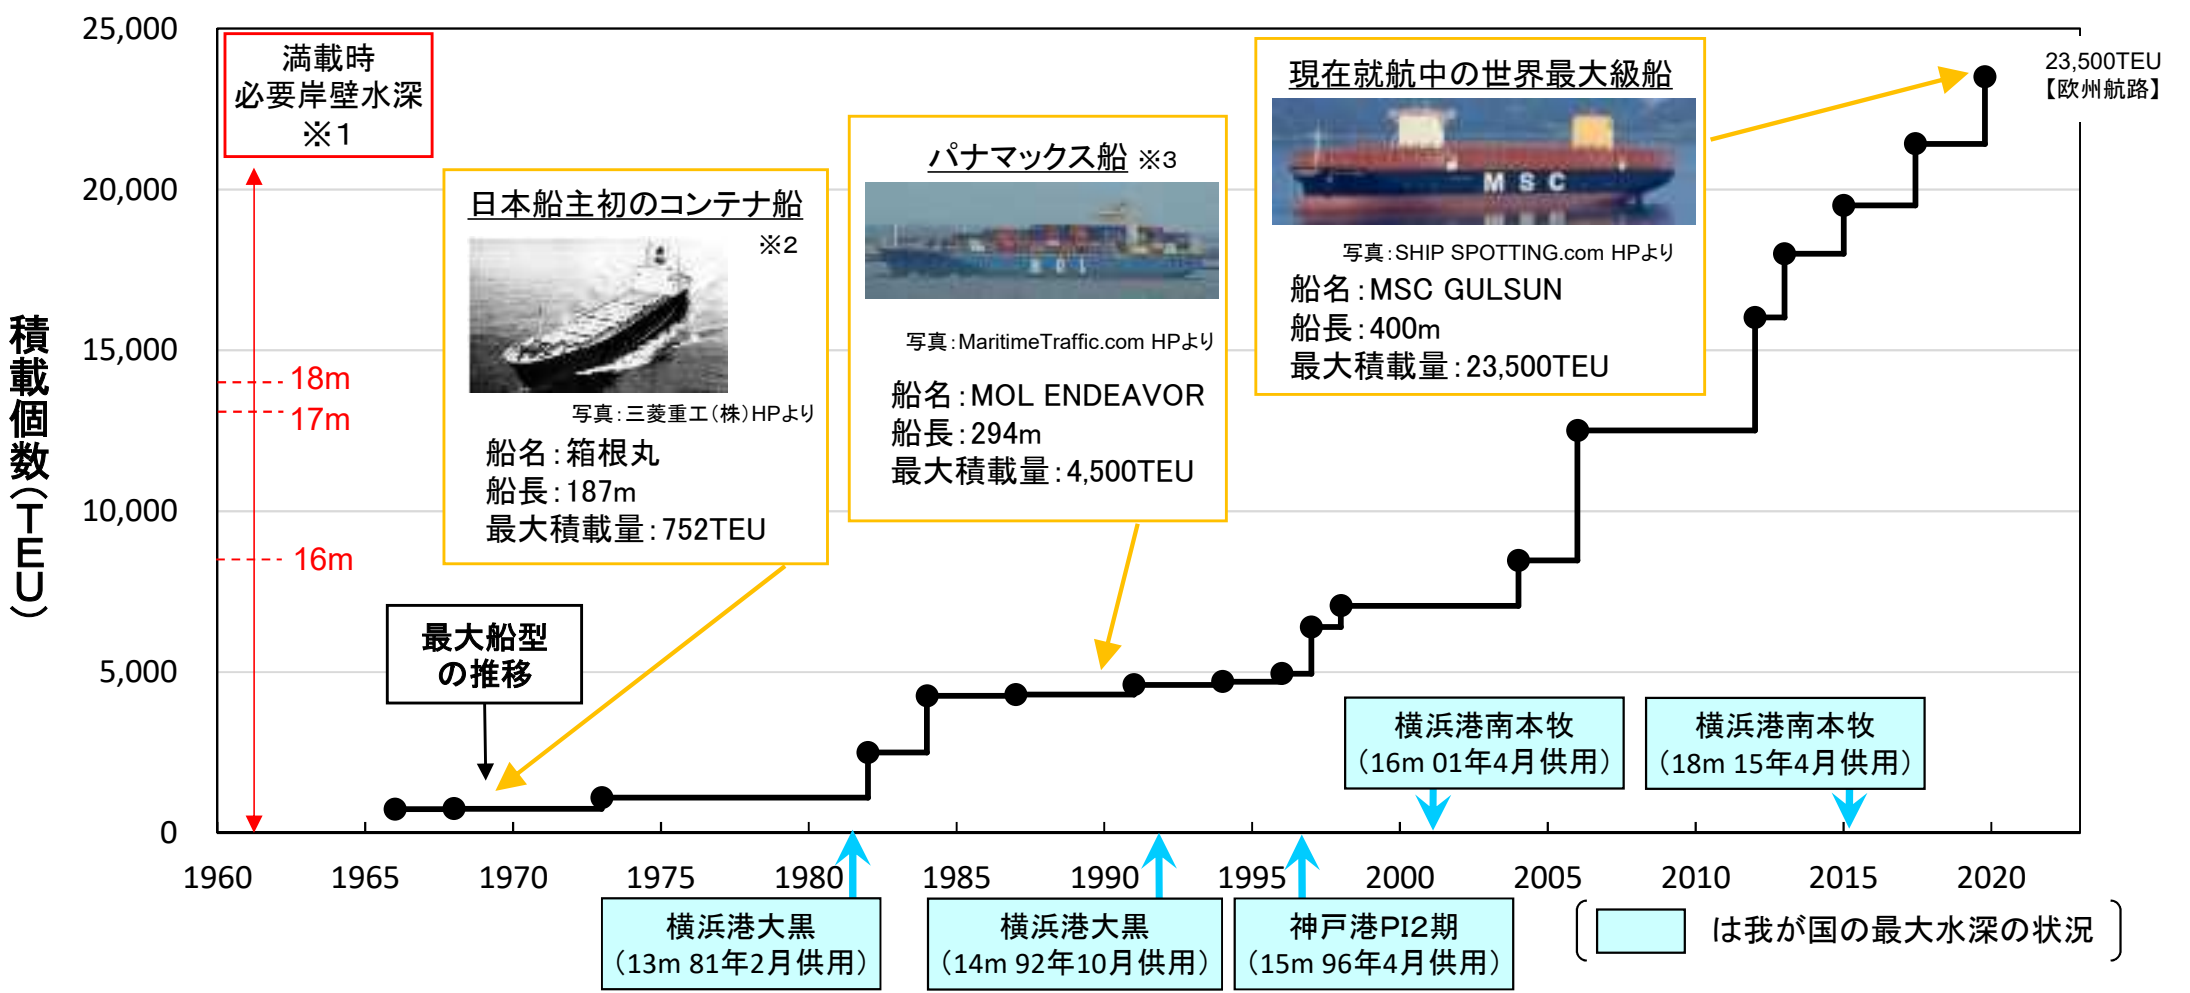 積載個数(TEU)
25,000
20,000
15,000
10,000
5,000
0
満載時
必要岸壁水深
※1
18m
17m
16m
最大船型
の推移
日本船主初のコンテナ船
※2
写真:三菱重工(株)HPより
船名:箱根丸
船長:187m
最大積載量:752TEU
パナマックス船 ※3
MOL
写真:MaritimeTraffic.com HPより
船名:MOL ENDEAVOR
船長:294m
最大積載量:4,500TEU
現在就航中の世界最大級船
MSC
写真:SHIP SPOTTING.com HPより
船名:MSC GULSUN
船長:400m
最大積載量:23,500TEU
23,500TEU
【欧州航路】
横浜港南本牧
(16m 01年4月供用)
横浜港南本牧
(18m 15年4月供用)
1960
1965
1970
1975
1980
1985
1990
1995
2000
2005
2010
2015
2020
横浜港大黒
(13m 81年2月供用)
横浜港大黒
(14m 92年10月供用)
神戸港PI2期
(15m 96年4月供用)
は我が国の最大水深の状況